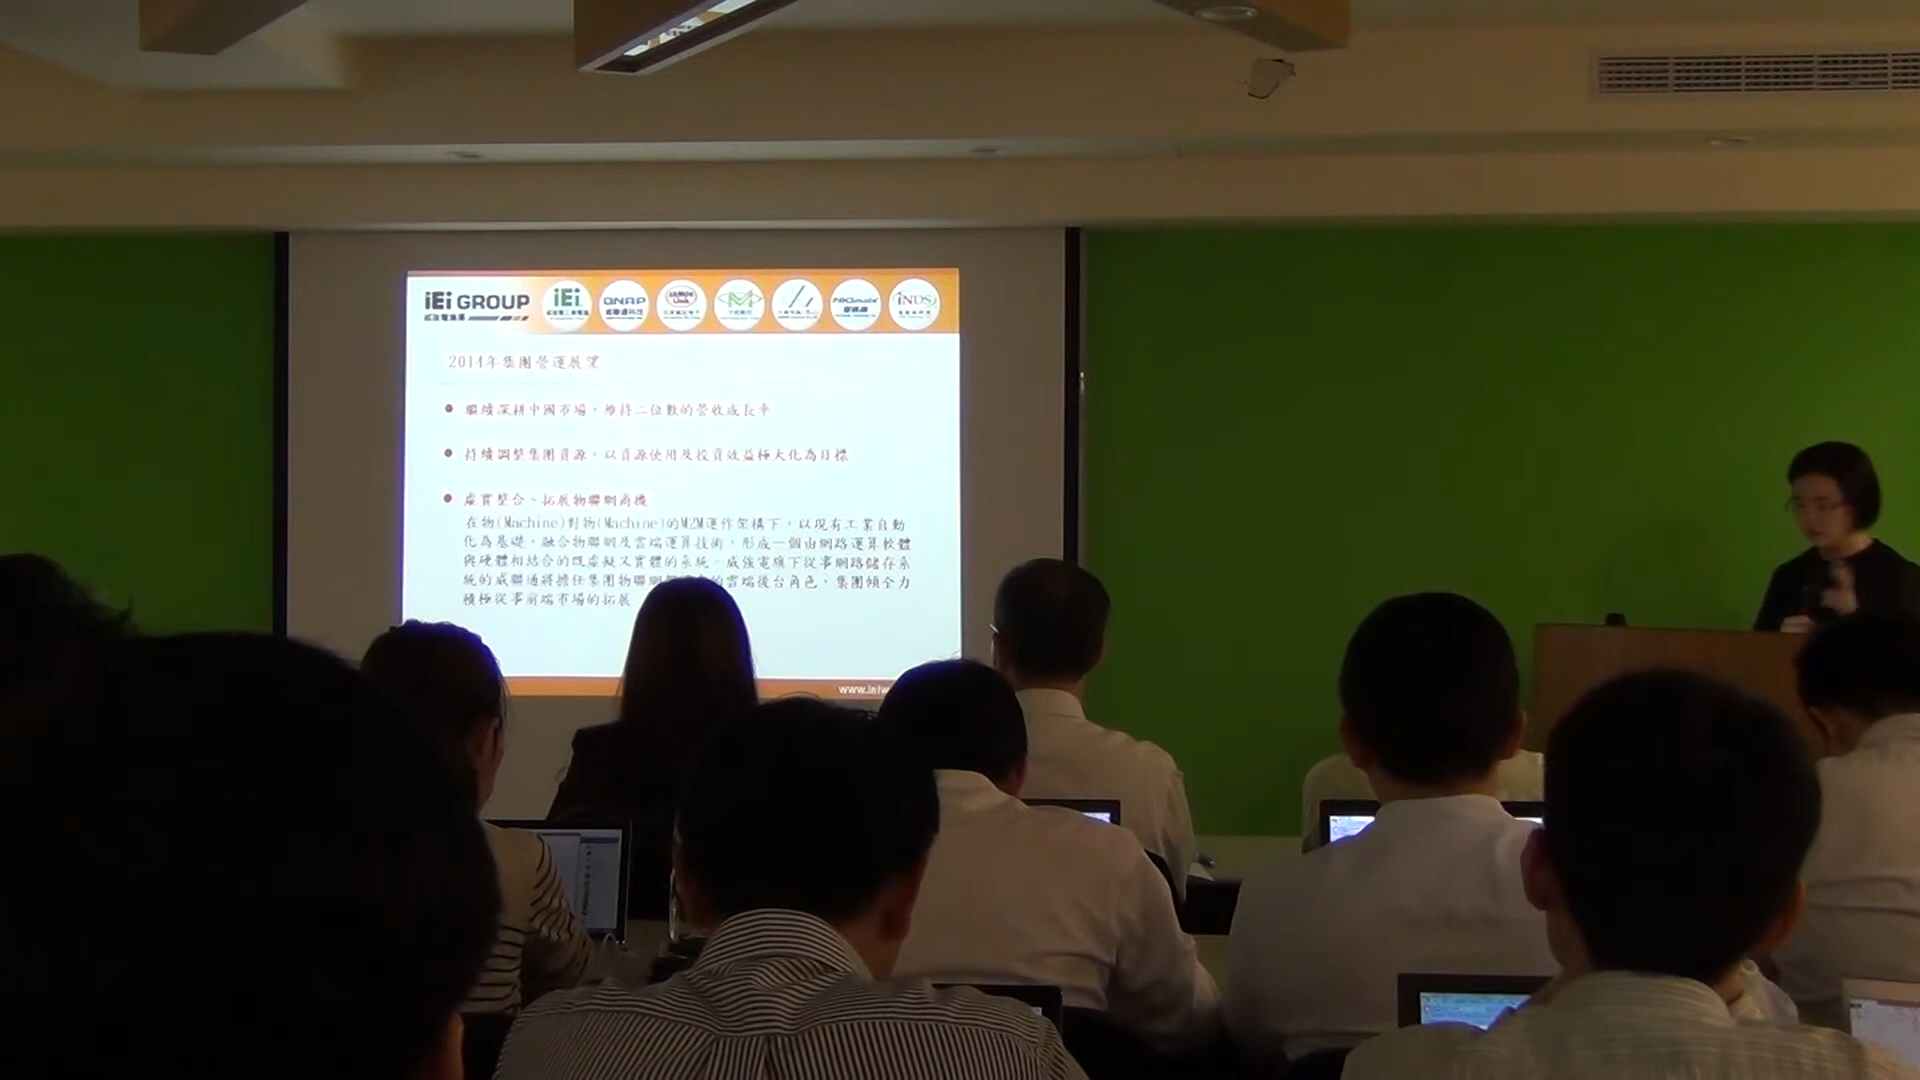 iEi GROUP
iEi
QNAP
威聯通科技
ARMOR Link
iNDS
2014年集團營運展望
繼續深耕中國市場，維持二位數的營收成長率
持續調整集團資源，以資源使用及投資效益極大化為目標
虛實整合、拓展物聯網商機
在物(Machine)對物(Machine)的M2M運作架構下，以現有工業自動
化為基礎，融合物聯網及雲端運算技術，形成一個由網路運算軟體
與硬體相結合的既虛擬又實體的系統。威強電旗下從事網路儲存系
統的威聯通將擔任集團物聯網 的雲端後台角色，集團傾全力
積極從事前端市場的拓展
www.iei